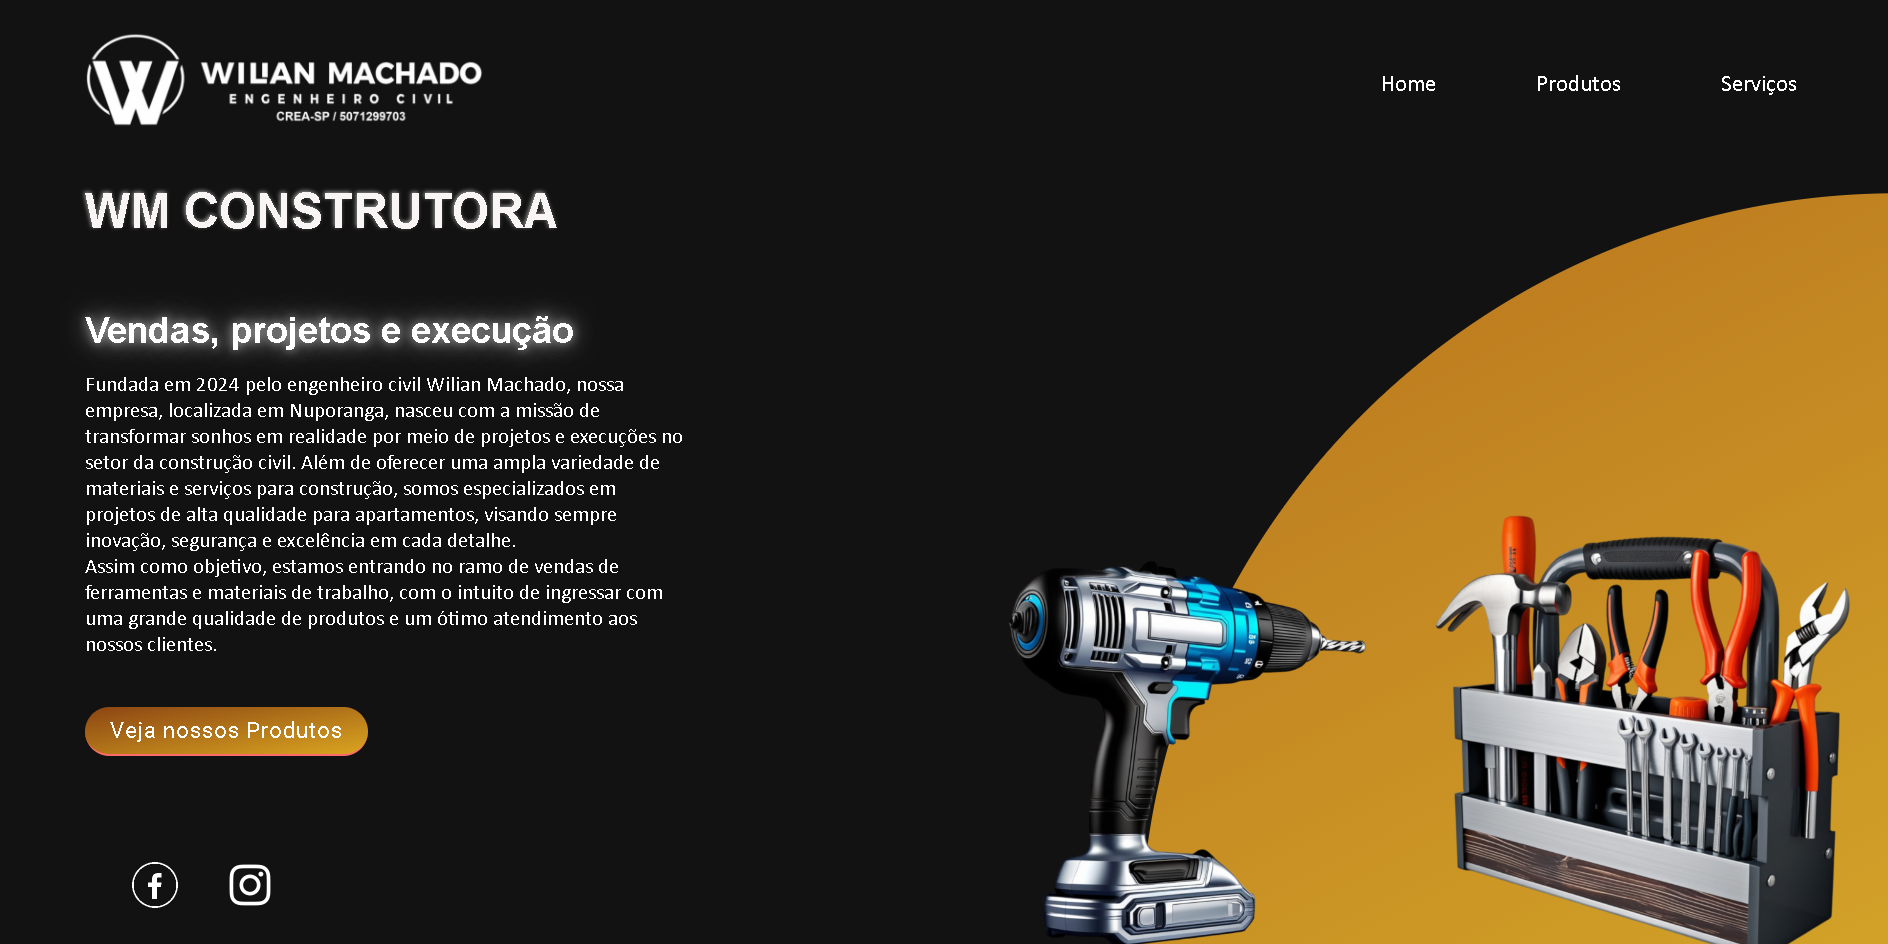 WILIAN MACHADO
ENGENHEIRO CIVIL
CREA-SP / 5071299703
Home
Produtos
Serviços
WM CONSTRUTORA
Vendas, projetos e execução
Fundada em 2024 pelo engenheiro civil Wilian Machado, nossa
empresa, localizada em Nuporanga, nasceu com a missão de
transformar sonhos em realidade por meio de projetos e execuções no
setor da construção civil. Além de oferecer uma ampla variedade de
materiais e serviços para construção, somos especializados em
projetos de alta qualidade para apartamentos, visando sempre
inovação, segurança e excelência em cada detalhe.
Assim como objetivo, estamos entrando no ramo de vendas de
ferramentas e materiais de trabalho, com o intuito de ingressar com
uma grande qualidade de produtos e um ótimo atendimento aos
nossos clientes.
Veja nossos Produtos